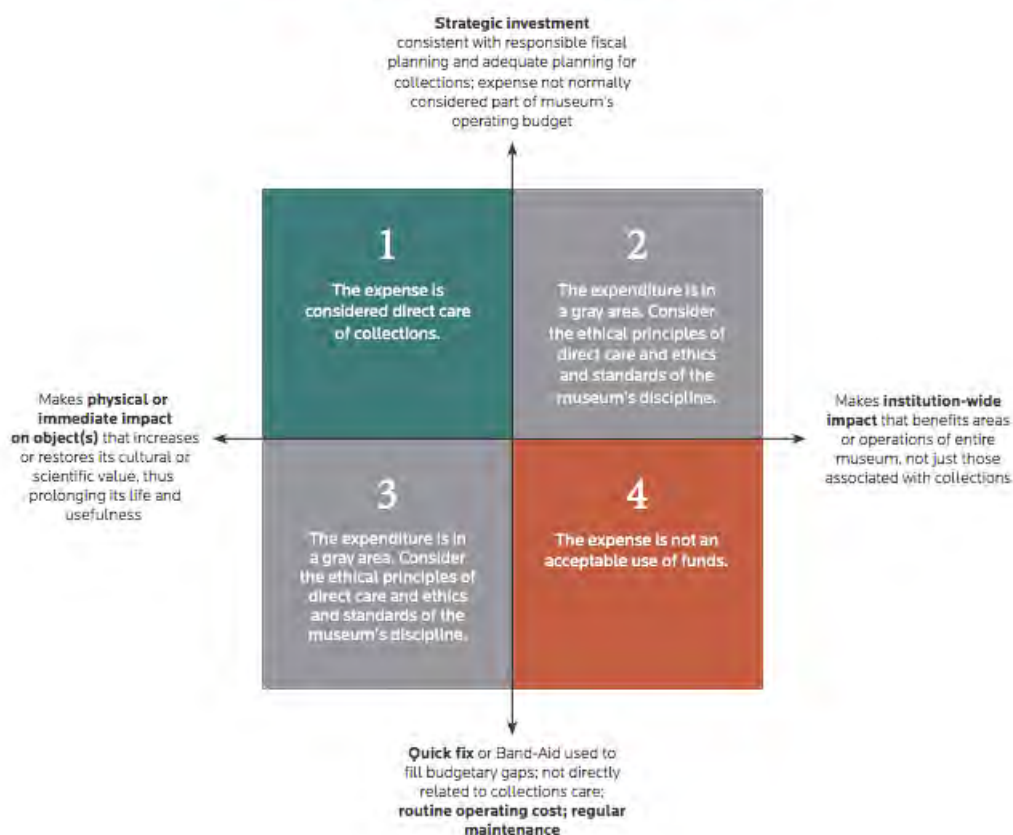 Strategic investment
consistent with responsible fiscal
planning and adequate planning for
collections; expense not normally
considered part of museum's
operating budget
1
The expense is
considered direct care
of collections.
2
The expenditure is in
a gray area. Consider
the ethical principles of
direct care and ethics
and standards of the
museum's discipline.
Makes physical or
immediate impact
on object(s) that increases
or restores its cultural or
scientific value, thus
prolonging its life and
usefulness
Makes institution-wide
impact that benefits areas
or operations of entire
museum, not just those
associated with collections
3
The expenditure is in
a gray area. Consider
the ethical principles of
direct care and ethics
and standards of the
museum's discipline.
4
The expense is not an
acceptable use of funds.
Quick fix or Band-Aid used to
fill budgetary gaps; not directly
related to collections care;
routine operating cost; regular
maintenance